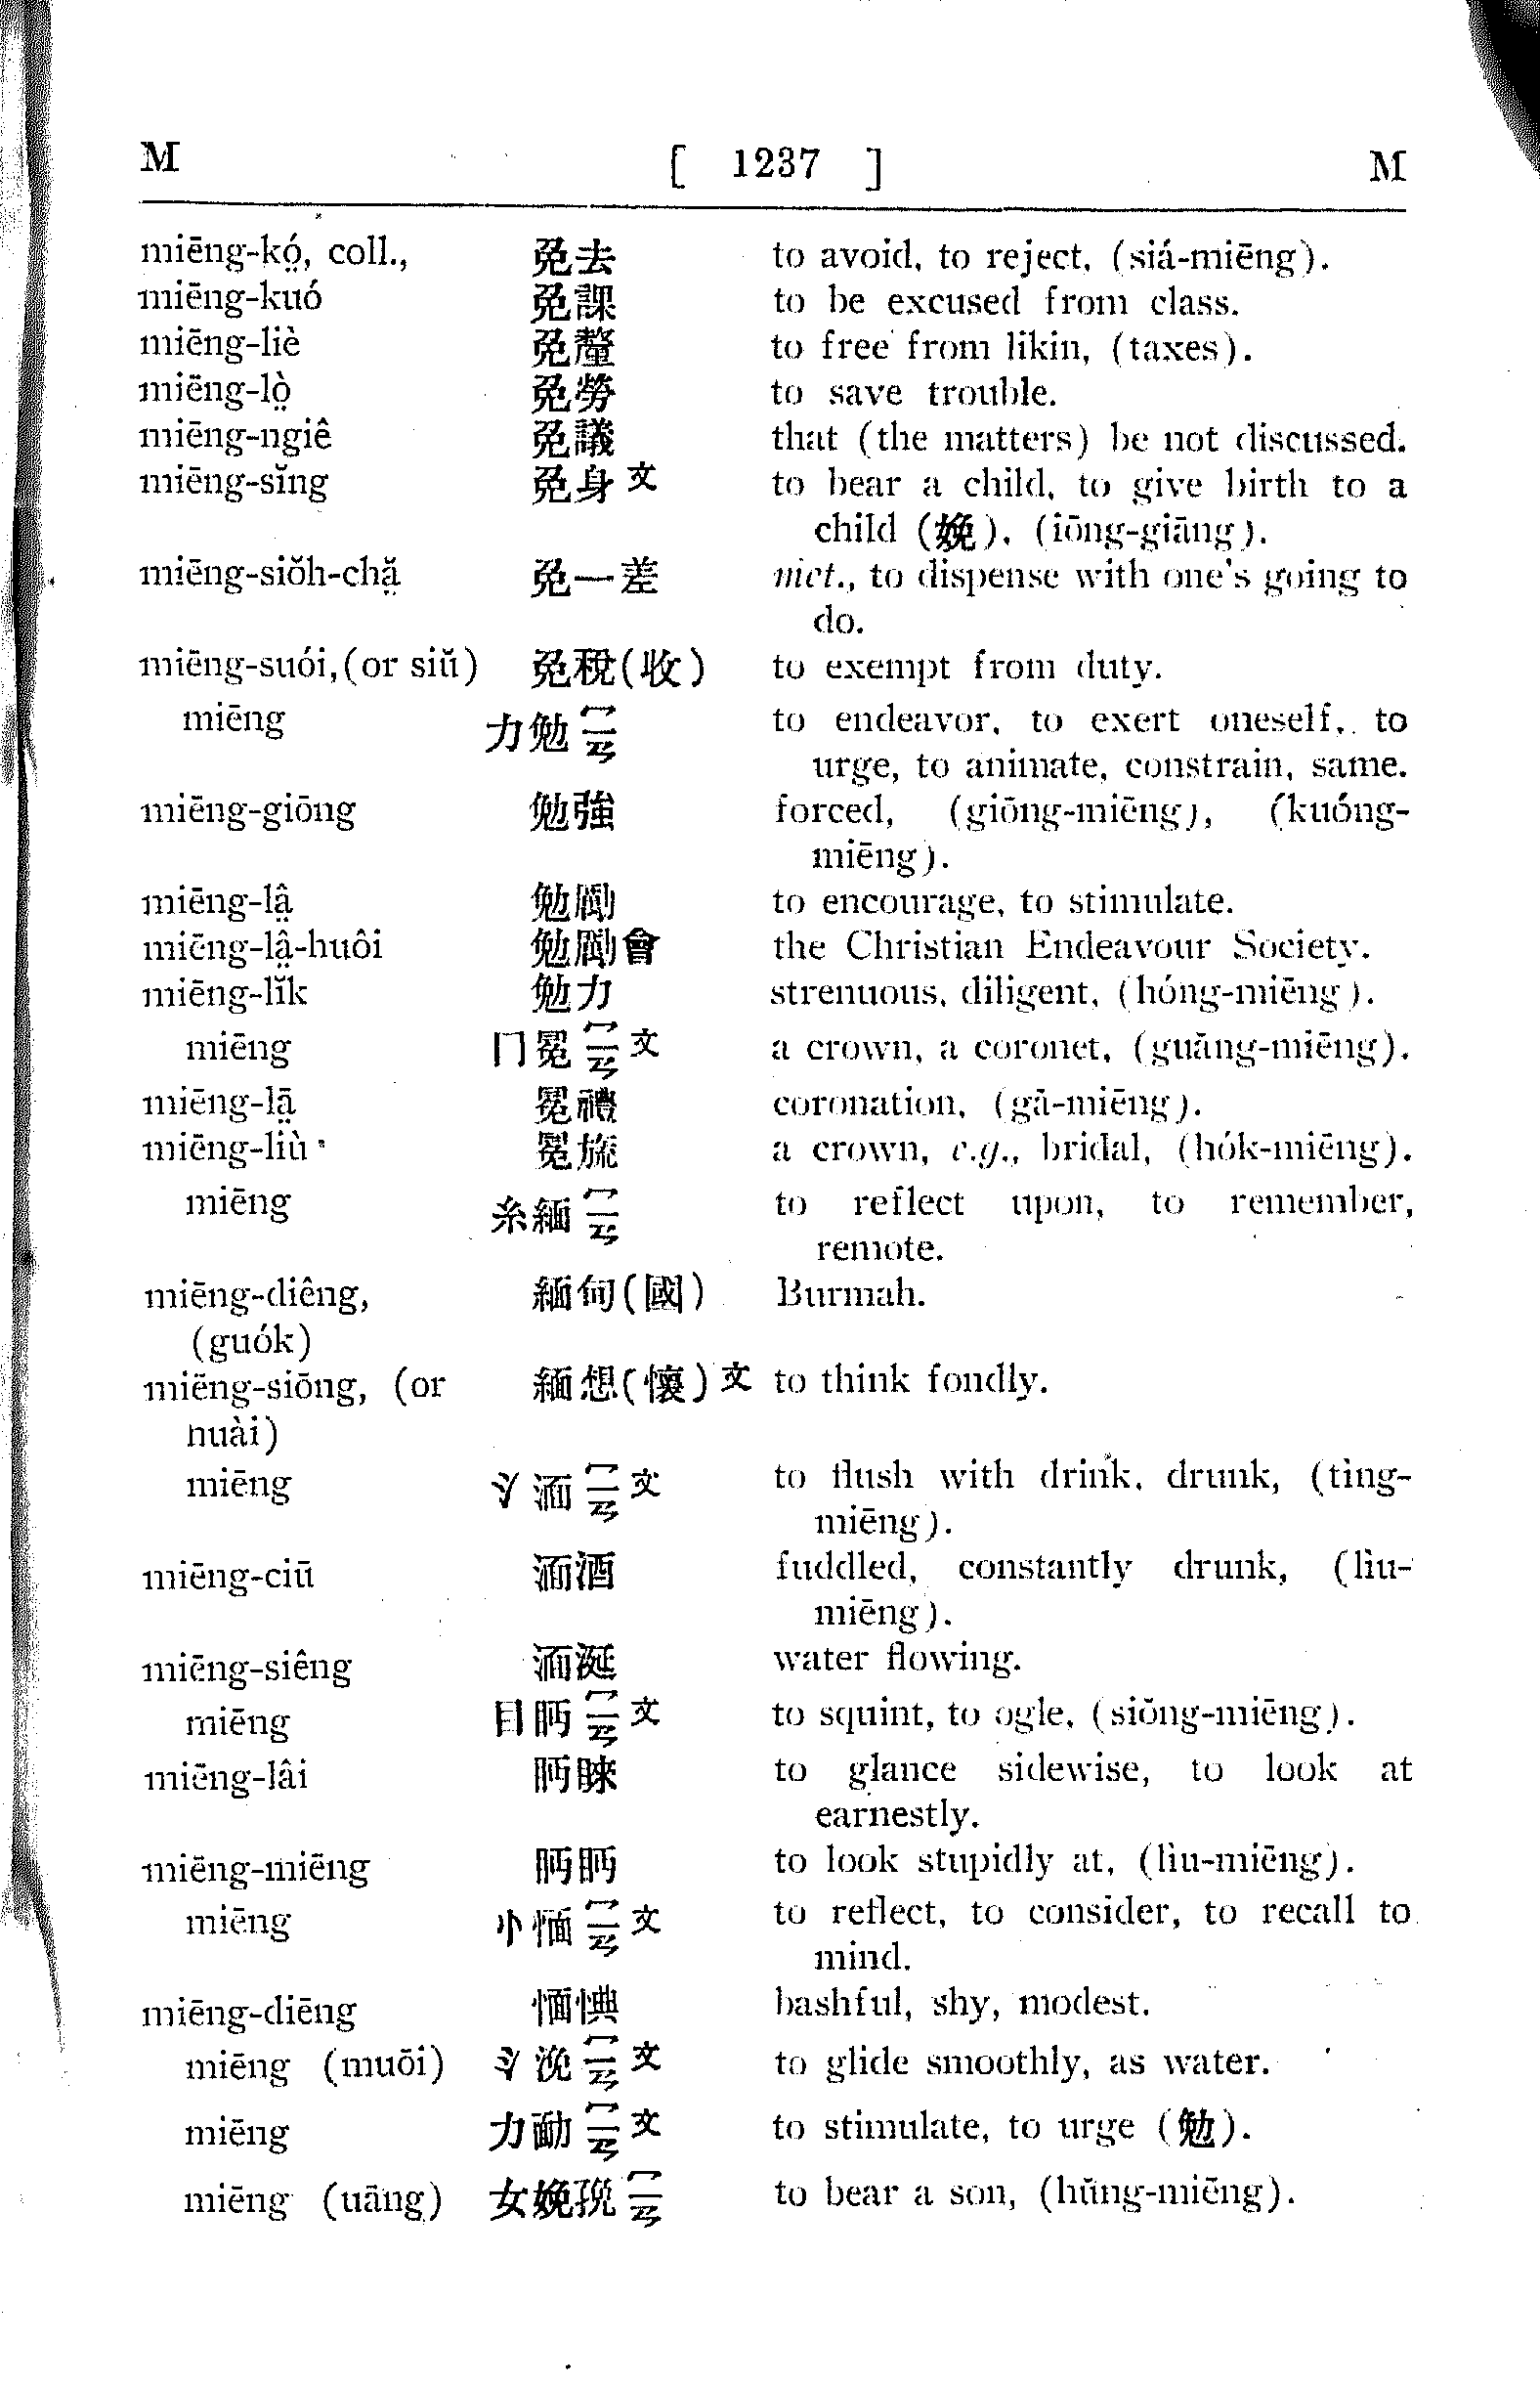 M [ 1237 ] M
miēng-kó̤, coll., 免去 to avoid, to reject, (siá-miēng).
miēng-kuó 免課 to be excused from class.
miēng-liè 免釐 to free from likin, (taxes).
miēng-lò̤ 免勞 to save trouble.
miēng-ngiê 免議 that (the matters) be not discussed.
miēng-sĭng 免身 文 to bear a child, to give birth to a
child (娩), (iōng-giāng).
miēng-siŏh-chă̤ 免一差 met., to dispense with one's going to
do.
miēng-suói,(or siŭ) 免稅(收) to exempt from duty.
miēng 力勉 ㄇㄧㄢ to endeavor, to exert oneself, to
urge, to animate, constrain, same.
miēng-giōng 勉強 forced, (giōng-miēng), (kuóng-
miēng).
miēng-lâ̤ 勉勵 to encourage, to stimulate.
miēng-lâ̤-huôi 勉勵會 the Christian Endeavour Society.
miēng-lĭk 勉力 strenuous, diligent, (hóng-miēng).
miēng 冂冕 ㄇㄧㄢ 文 a crown, a coronet, (guăng-miēng).
miēng-lā̤ 冕禮 coronation, (gă-miēng).
miēng-liù 冕旒 a crown, e.g., bridal, (hók-miēng).
miēng 糸緬 ㄇㄧㄢ to reflect upon, to remember,
remote.
miēng-diêng, 緬甸(國) Burmah.
(guók)
miēng-siōng, (or 緬想(懷) 文 to think fondly.
huài)
miēng 氵湎 ㄇㄧㄢ 文 to flush with drink, drunk, (ting-
miēng).
miēng-ciū 湎酒 fuddled, constantly drunk, (lìu-
miēng).
miēng-siêng 湎涎 water flowing.
miēng 目眄 ㄇㄧㄢ 文 to squint, to ogle, (siŏng-miēng).
miēng-lâi 眄睞 to glance sidewise, to look at
earnestly.
miēng-miēng 眄眄 to look stupidly at, (lìu-miēng).
miēng 忄愐 ㄇㄧㄢ 文 to reflect, to consider, to recall to
mind.
miēng-diēng 愐惧 bashful, shy, modest.
miēng (muōi) 氵浼 ㄇㄧㄢ 文 to glide smoothly, as water.
miēng 力勔 ㄇㄧㄢ 文 to stimulate, to urge (勉).
miēng (uāng) 女娩㝃 ㄇㄧㄢ to bear a son, (hŭng-miēng).